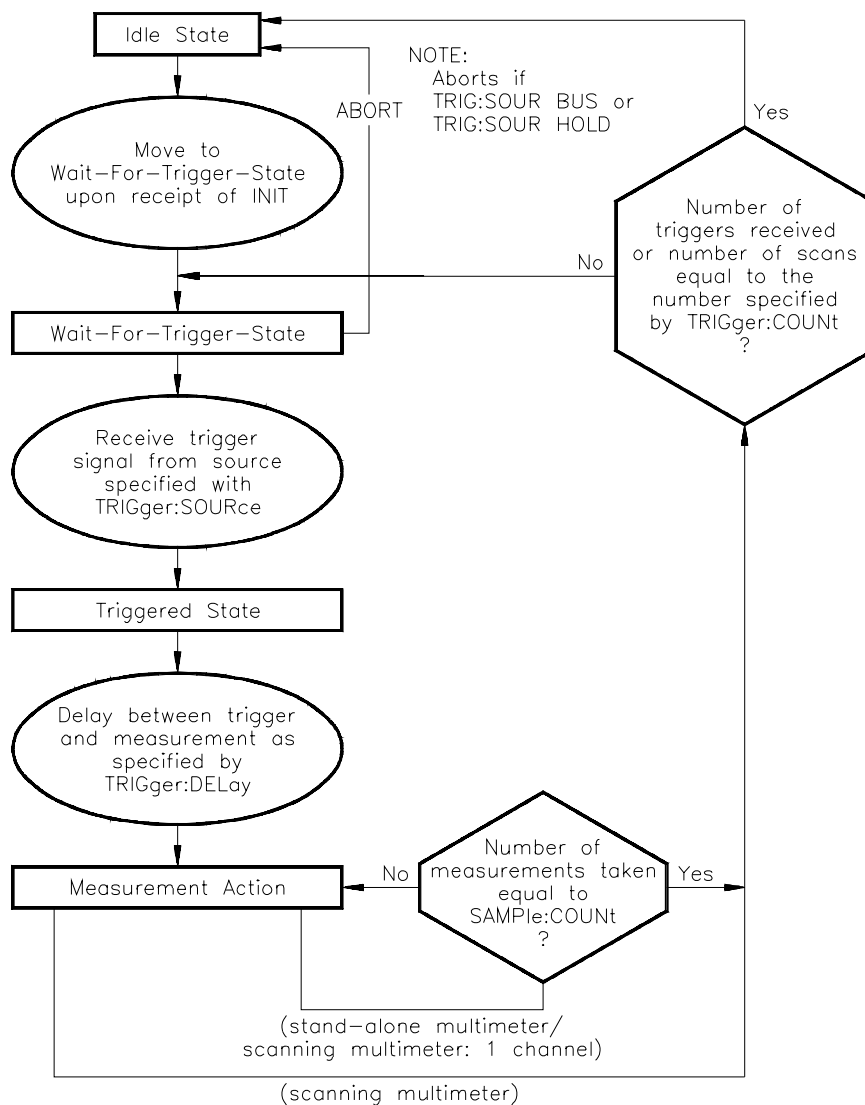 Idle State
NOTE:
Aborts if
TRIG:SOUR BUS or
TRIG:SOUR HOLD
ABORT
Yes
Move to
Wait-For-Trigger-State
upon receipt of INIT
Number of
triggers received
or number of scans
equal to the
number specified
by TRIGger:COUNt
?
No
Wait-For-Trigger-State
Receive trigger
signal from source
specified with
TRIGger:SOURce
Triggered State
Delay between trigger
and measurement as
specified by
TRIGger:DELay
Measurement Action
No
Number of
measurements taken
equal to
SAMPle:COUNt
?
Yes
(stand-alone multimeter/
scanning multimeter: 1 channel)
(scanning multimeter)